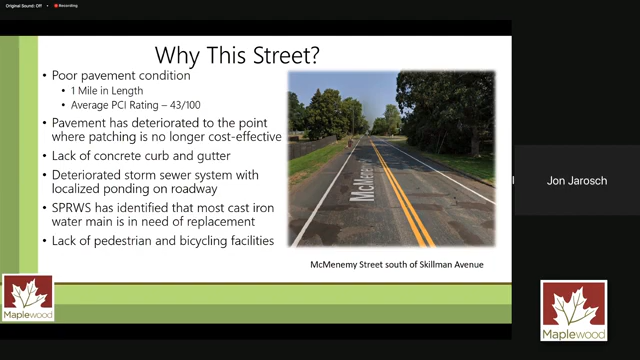 Original Sound: Off
Recording
Why This Street?
• Poor pavement condition
• 1 Mile in Length
• Average PCI Rating – 43/100
• Pavement has deteriorated to the point
where patching is no longer cost-effective
• Lack of concrete curb and gutter
• Deteriorated storm sewer system with
localized ponding on roadway
• SPRWS has identified that most cast iron
water main is in need of replacement
• Lack of pedestrian and bicycling facilities
McMenemy St
McMenemy Street south of Skillman Avenue
Jon Jarosch
Maplewood
Maplewood